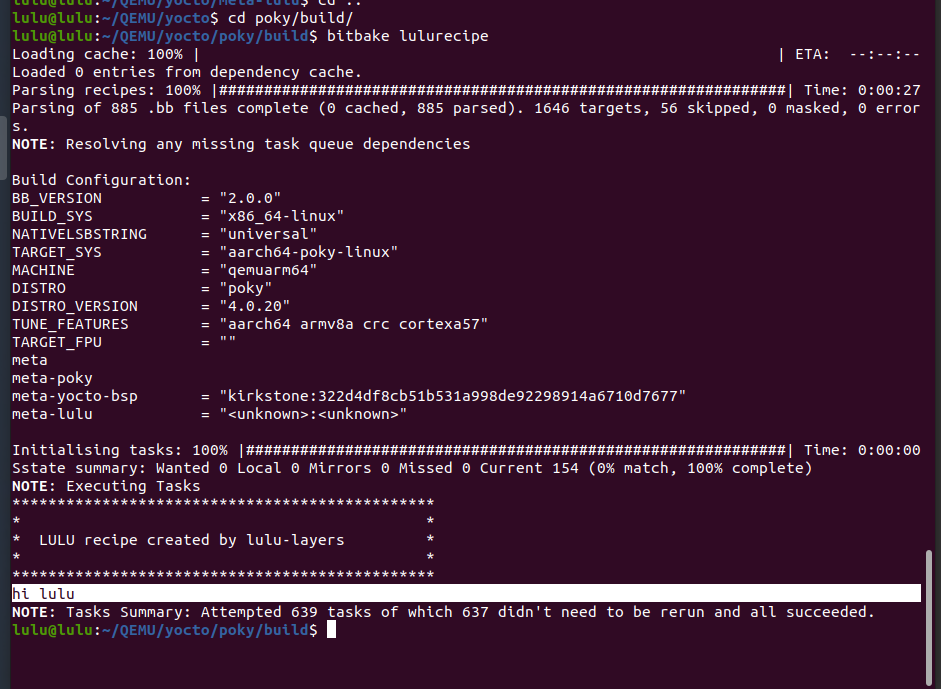 lulu@lulu:~/QEMU/yocto/meta-lulu$ cd ..
lulu@lulu:~/QEMU/yocto$ cd poky/build/
lulu@lulu:~/QEMU/yocto/poky/build$ bitbake lulurecipe
Loading cache: 100% |                                                                | ETA:  --:--:--
Loaded 0 entries from dependency cache.
Parsing recipes: 100% |###############################################################| Time: 0:00:27
Parsing of 885 .bb files complete (0 cached, 885 parsed). 1646 targets, 56 skipped, 0 masked, 0 error
s.
NOTE: Resolving any missing task queue dependencies
Build Configuration:
BB_VERSION           = "2.0.0"
BUILD_SYS            = "x86_64-linux"
NATIVELSBSTRING      = "universal"
TARGET_SYS           = "aarch64-poky-linux"
MACHINE              = "qemuarm64"
DISTRO               = "poky"
DISTRO_VERSION       = "4.0.20"
TUNE_FEATURES        = "aarch64 armv8a crc cortexa57"
TARGET_FPU           = ""
meta
meta-poky
meta-yocto-bsp       = "kirkstone:322d4df8cb51b531a998de92298914a6710d7677"
meta-lulu            = "<unknown>:<unknown>"
Initialising tasks: 100% |############################################################| Time: 0:00:00
Sstate summary: Wanted 0 Local 0 Mirrors 0 Missed 0 Current 154 (0% match, 100% complete)
NOTE: Executing Tasks
***********************************************
*                                             *
*  LULU recipe created by lulu-layers         *
*                                             *
***********************************************
hi lulu
NOTE: Tasks Summary: Attempted 639 tasks of which 637 didn't need to be rerun and all succeeded.
lulu@lulu:~/QEMU/yocto/poky/build$